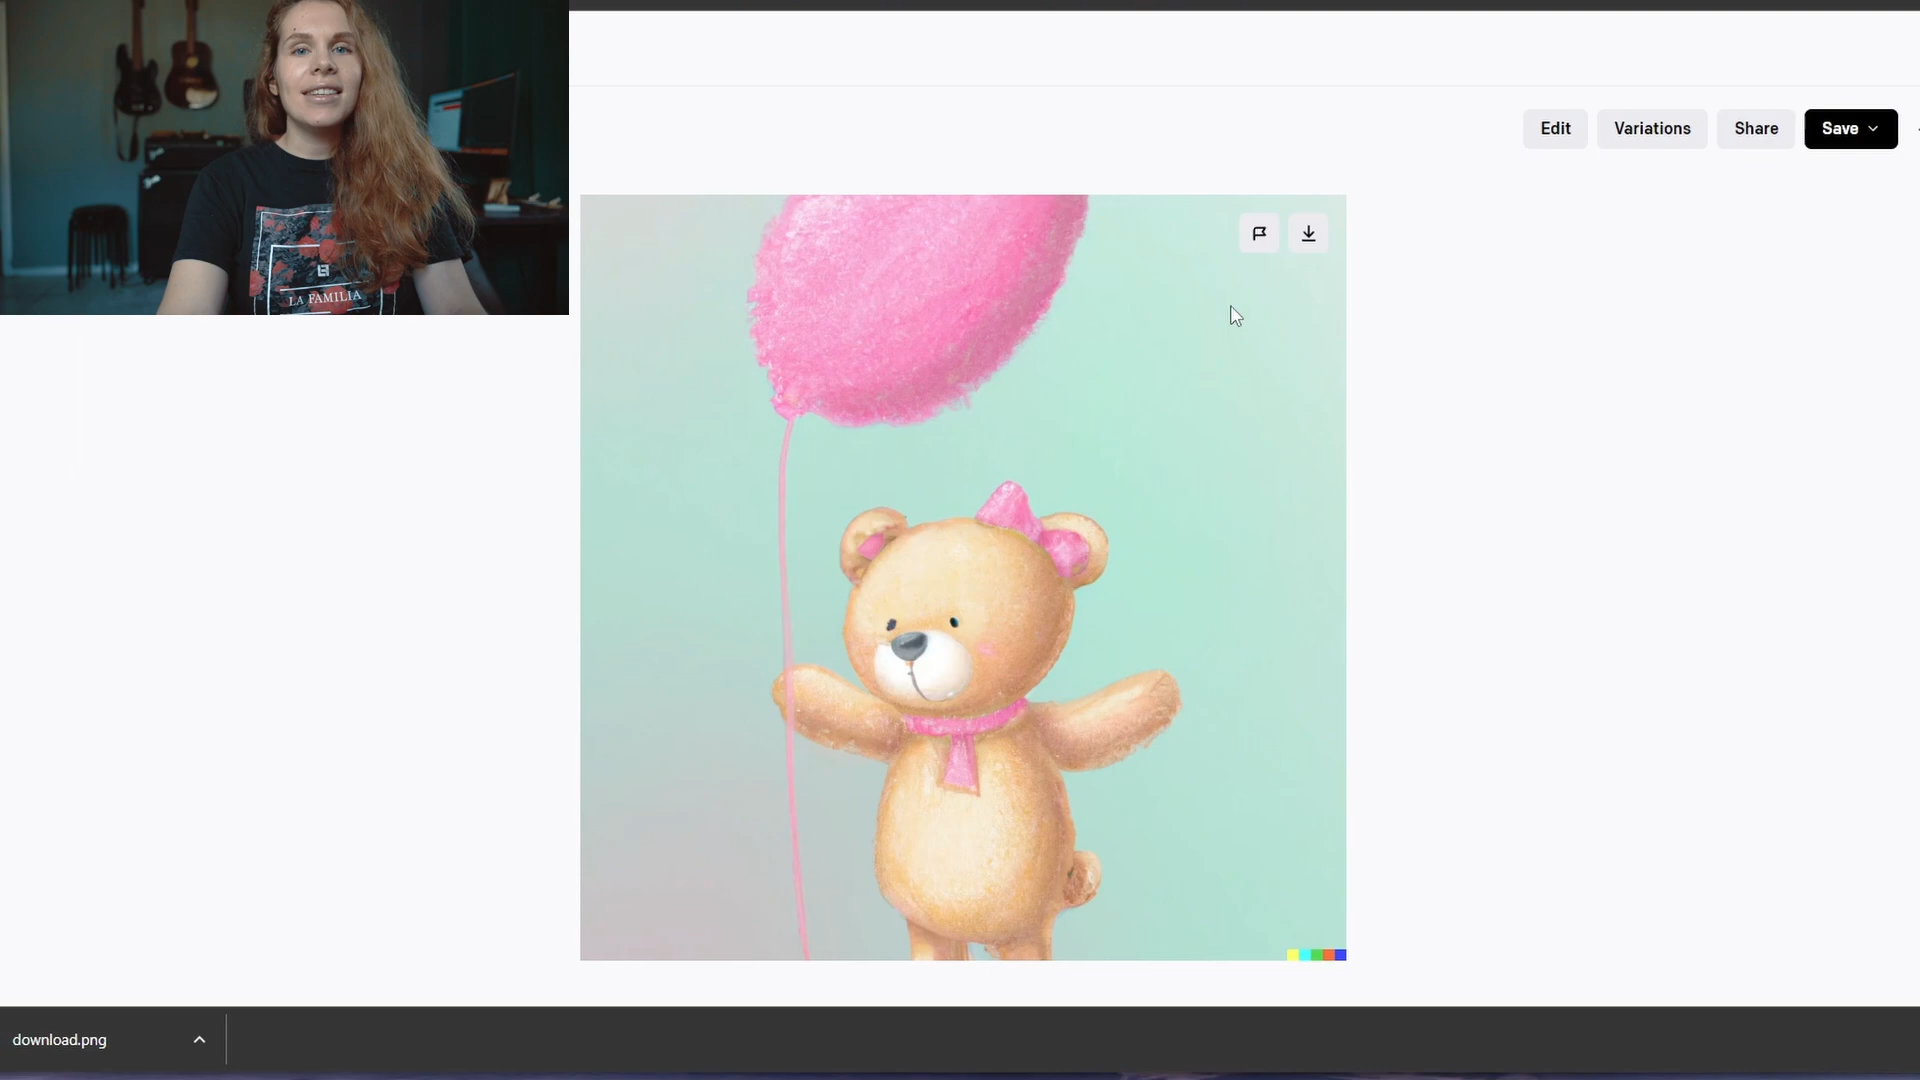 LA FAMILIA
Edit
Variations
Share
Save
download.png